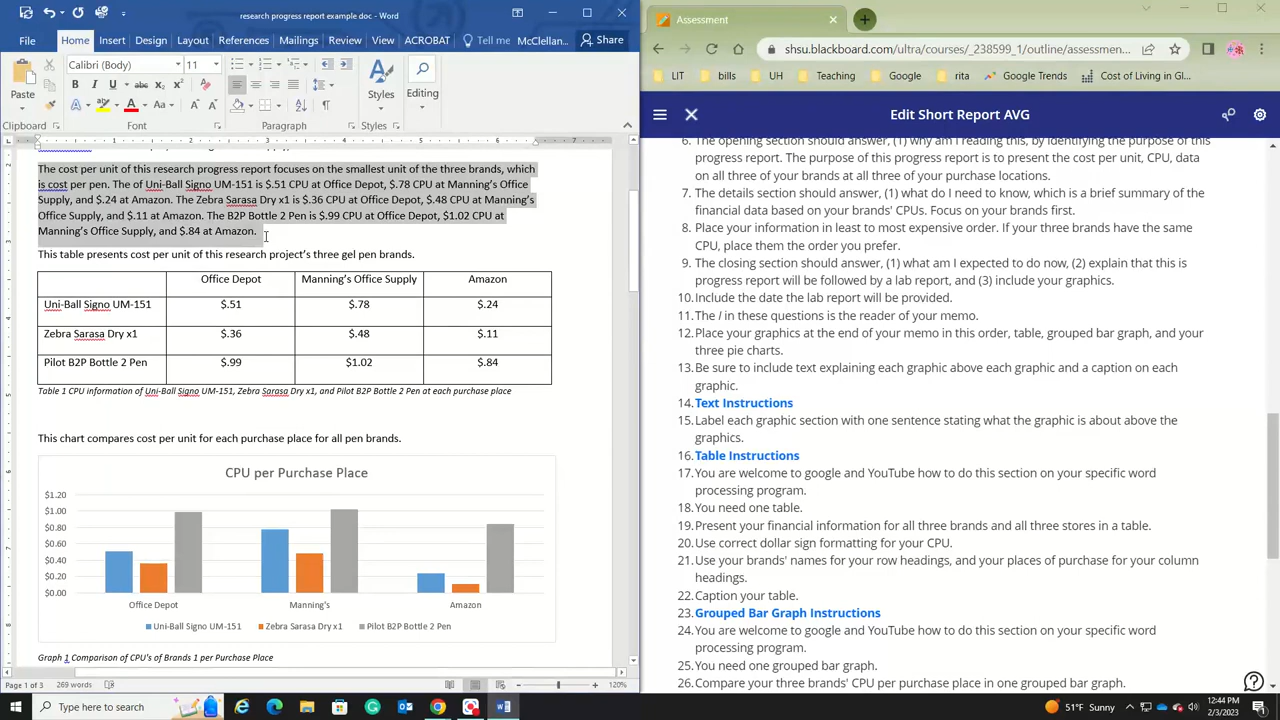 research progress report example doc - Word
File Home Insert Design Layout References Mailings Review View ACROBAT Tell me McClellan... Share
Paste
Calibri (Body) 11
Paragraph
Styles
Editing
Clipboard Font Paragraph Styles
The cost per unit of this research progress report focuses on the smallest unit of the three brands, which
is cost per pen. The of Uni-Ball Signo UM-151 is $.51 CPU at Office Depot, $.78 CPU at Manning's Office
Supply, and $.24 at Amazon. The Zebra Sarasa Dry x1 is $.36 CPU at Office Depot, $.48 CPU at Manning's
Office Supply, and $.11 at Amazon. The B2P Bottle 2 Pen is $.99 CPU at Office Depot, $1.02 CPU at
Manning's Office Supply, and $.84 at Amazon.
This table presents cost per unit of this research project's three gel pen brands.
Office Depot Manning's Office Supply Amazon
Uni-Ball Signo UM-151 $.51 $.78 $.24
Zebra Sarasa Dry x1 $.36 $.48 $.11
Pilot B2P Bottle 2 Pen $.99 $1.02 $.84
Table 1 CPU information of Uni-Ball Signo UM-151, Zebra Sarasa Dry x1, and Pilot B2P Bottle 2 Pen at each purchase place
This chart compares cost per unit for each purchase place for all pen brands.
CPU per Purchase Place
$1.20
$1.00
$0.80
$0.60
$0.40
$0.20
$0.00
Office Depot Manning's Amazon
Uni-Ball Signo UM-151 Zebra Sarasa Dry x1 Pilot B2P Bottle 2 Pen
Graph 1 Comparison of CPU's of Brands 1 per Purchase Place
Page 1 of 3 269 words 120%
Assessment
shsu.blackboard.com/ultra/courses/_238599_1/outline/assessmen...
LIT bills UH Teaching Google rita Google Trends Cost of Living in Gl...
Edit Short Report AVG
6. The opening section should answer, (1) why am I reading this, by identifying the purpose of this
progress report. The purpose of this progress report is to present the cost per unit, CPU, data
on all three of your brands at all three of your purchase locations.
7. The details section should answer, (1) what do I need to know, which is a brief summary of the
financial data based on your brands' CPUs. Focus on your brands first.
8. Place your information in least to most expensive order. If your three brands have the same
CPU, place them the order you prefer.
9. The closing section should answer, (1) what am I expected to do now, (2) explain that this is
progress report will be followed by a lab report, and (3) include your graphics.
10. Include the date the lab report will be provided.
11. The I in these questions is the reader of your memo.
12. Place your graphics at the end of your memo in this order, table, grouped bar graph, and your
three pie charts.
13. Be sure to include text explaining each graphic above each graphic and a caption on each
graphic.
14. Text Instructions
15. Label each graphic section with one sentence stating what the graphic is about above the
graphics.
16. Table Instructions
17. You are welcome to google and YouTube how to do this section on your specific word
processing program.
18. You need one table.
19. Present your financial information for all three brands and all three stores in a table.
20. Use correct dollar sign formatting for your CPU.
21. Use your brands' names for your row headings, and your places of purchase for your column
headings.
22. Caption your table.
23. Grouped Bar Graph Instructions
24. You are welcome to google and YouTube how to do this section on your specific word
processing program.
25. You need one grouped bar graph.
26. Compare your three brands' CPU per purchase place in one grouped bar graph.
Type here to search
51°F Sunny
12:44 PM
2/3/2023